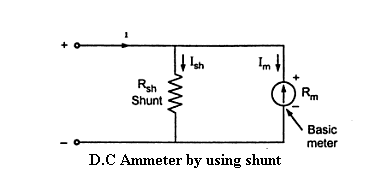 +
I
I_sh
I_m
+
R_sh
Shunt
R_m
−
Basic
meter
−
D.C Ammeter by using shunt